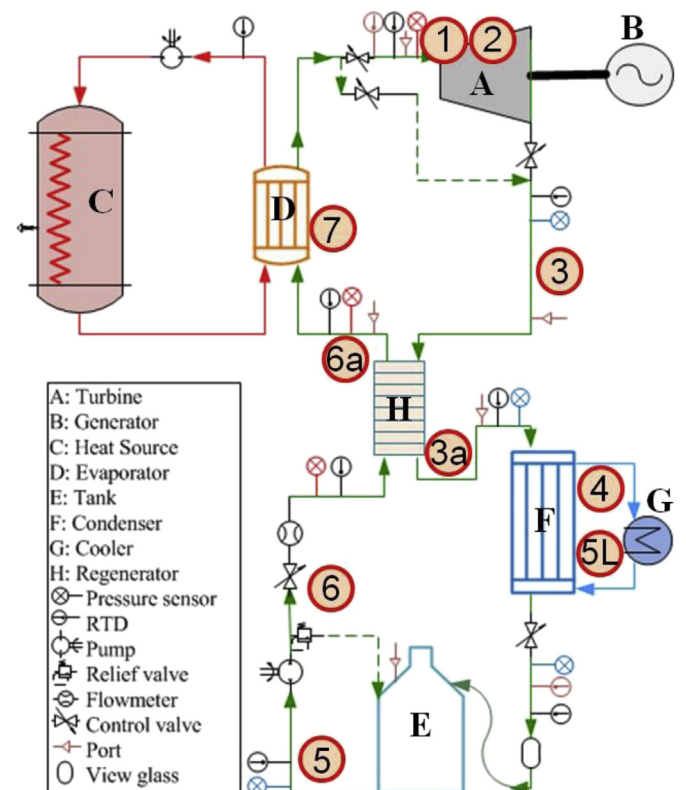 1 2
B
A
C
D
7
3
6a
H
3a
4
G
F
5L
6
E
5
A: Turbine
B: Generator
C: Heat Source
D: Evaporator
E: Tank
F: Condenser
G: Cooler
H: Regenerator
Pressure sensor
RTD
Pump
Relief valve
Flowmeter
Control valve
Port
View glass